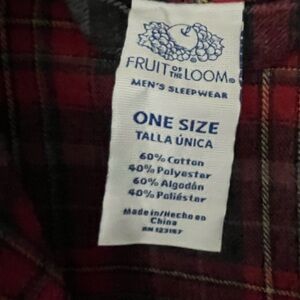 FRUIT OF THE LOOM®
MEN'S SLEEPWEAR
ONE SIZE
TALLA ÚNICA
60% Cotton
40% Polyester
60% Algodón
40% Poliéster
Made in/Hecho en
China
RN 123167